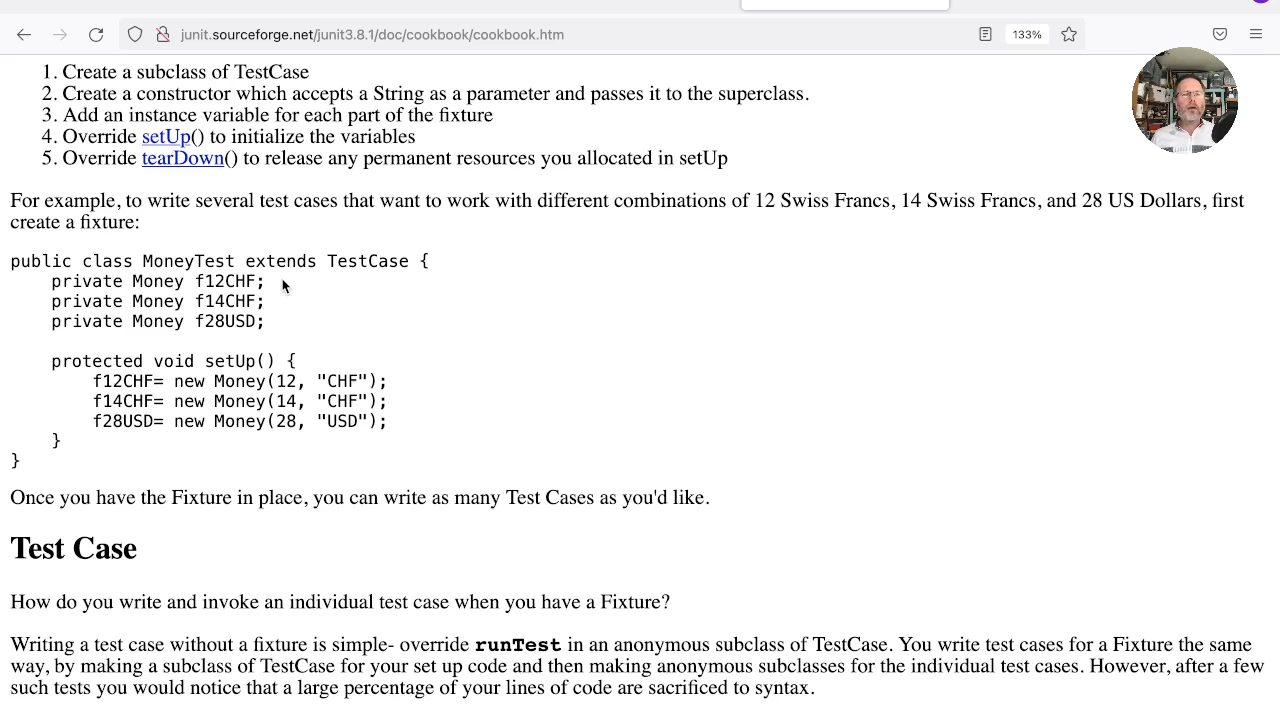 junit.sourceforge.net/junit3.8.1/doc/cookbook/cookbook.htm
133%
1. Create a subclass of TestCase
2. Create a constructor which accepts a String as a parameter and passes it to the superclass.
3. Add an instance variable for each part of the fixture
4. Override setUp() to initialize the variables
5. Override tearDown() to release any permanent resources you allocated in setUp
For example, to write several test cases that want to work with different combinations of 12 Swiss Francs, 14 Swiss Francs, and 28 US Dollars, first
create a fixture:
public class MoneyTest extends TestCase {
    private Money f12CHF;
    private Money f14CHF;
    private Money f28USD;
    protected void setUp() {
        f12CHF= new Money(12, "CHF");
        f14CHF= new Money(14, "CHF");
        f28USD= new Money(28, "USD");
    }
}
Once you have the Fixture in place, you can write as many Test Cases as you'd like.
Test Case
How do you write and invoke an individual test case when you have a Fixture?
Writing a test case without a fixture is simple- override runTest in an anonymous subclass of TestCase. You write test cases for a Fixture the same
way, by making a subclass of TestCase for your set up code and then making anonymous subclasses for the individual test cases. However, after a few
such tests you would notice that a large percentage of your lines of code are sacrificed to syntax.